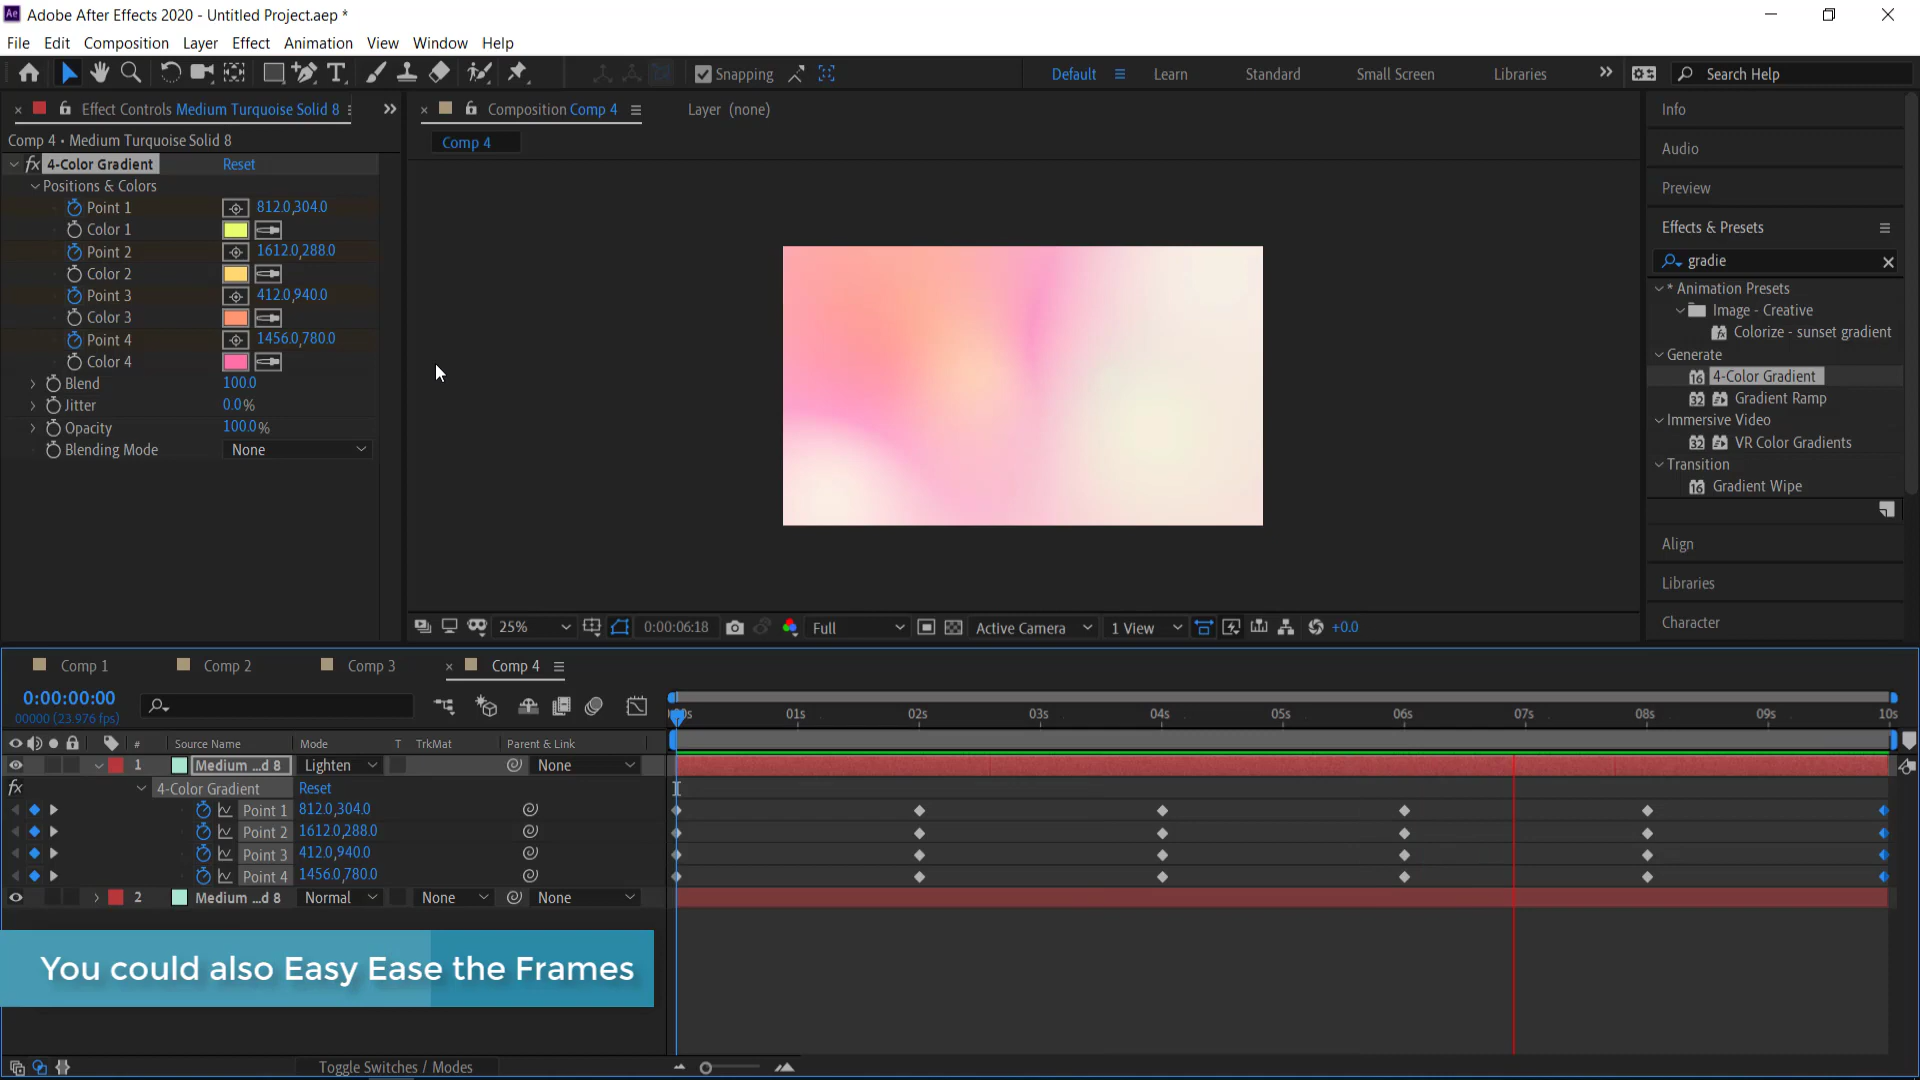 Adobe After Effects 2020 - Untitled Project.aep *
File Edit Composition Layer Effect Animation View Window Help
Snapping
Default Learn Standard Small Screen Libraries
Search Help
Effect Controls Medium Turquoise Solid 8
Composition Comp 4
Layer (none)
Comp 4 • Medium Turquoise Solid 8
Comp 4
fx 4-Color Gradient Reset
Positions & Colors
Point 1 812.0,304.0
Color 1
Point 2 1612.0,288.0
Color 2
Point 3 412.0,940.0
Color 3
Point 4 1456.0,780.0
Color 4
Blend 100.0
Jitter 0.0%
Opacity 100.0%
Blending Mode None
Info
Audio
Preview
Effects & Presets
gradie
* Animation Presets
Image - Creative
Colorize - sunset gradient
Generate
4-Color Gradient
Gradient Ramp
Immersive Video
VR Color Gradients
Transition
Gradient Wipe
Align
Libraries
Character
25% 0:00:06:18 Full Active Camera 1 View +0.0
Comp 1 Comp 2 Comp 3 Comp 4
0:00:00:00
00000 (23.976 fps)
01s 02s 03s 04s 05s 06s 07s 08s 09s 10s
# Source Name Mode T TrkMat Parent & Link
1 Medium ...d 8 Lighten None
fx 4-Color Gradient Reset
Point 1 812.0,304.0
Point 2 1612.0,288.0
Point 3 412.0,940.0
Point 4 1456.0,780.0
2 Medium ...d 8 Normal None None
You could also Easy Ease the Frames
Toggle Switches / Modes